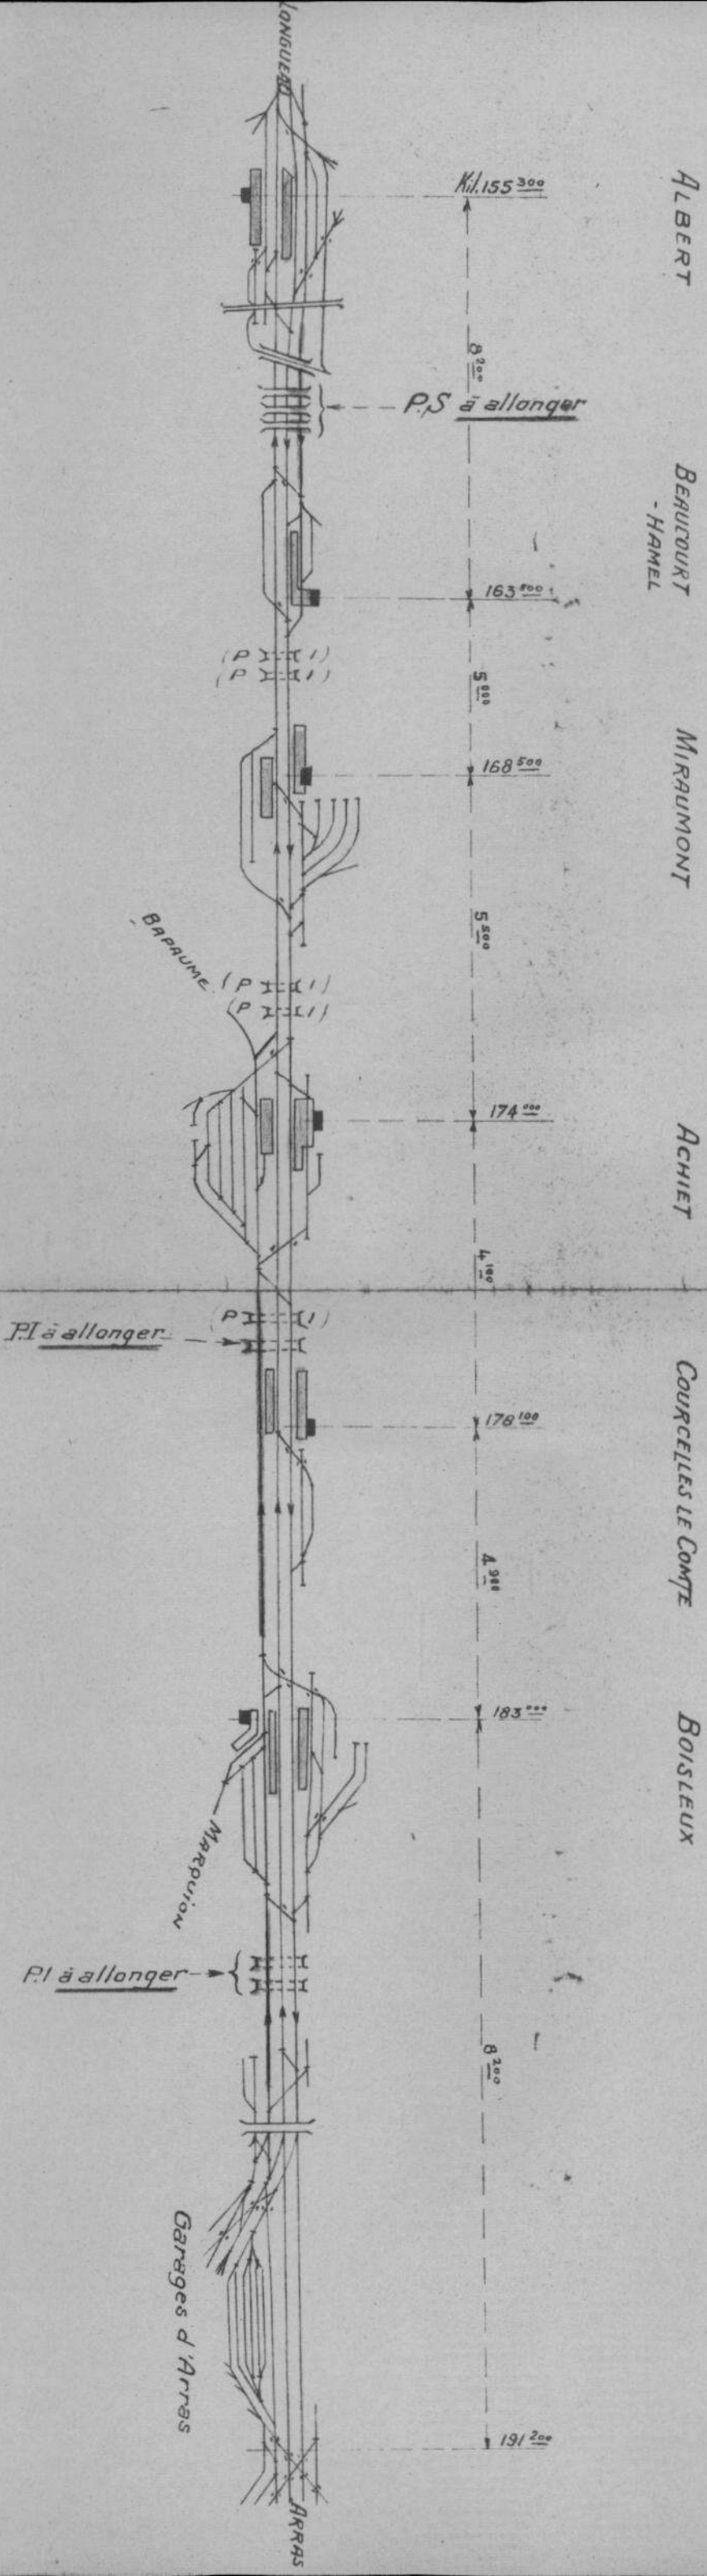 LONGUEAU
ALBERT
Kil.155 300
8 200
P.S à allonger
BEAUCOURT
- HAMEL
163 500
(P I)
(P I)
5 000
MIRAUMONT
168 500
5 500
BAPAUME
(P I)
(P I)
ACHIET
174 000
4 100
(P I)
P.I à allonger
COURCELLES LE COMTE
178 100
4 900
BOISLEUX
183 000
MARQUION
P.I à allonger
8 200
Garages d'Arras
191 200
ARRAS